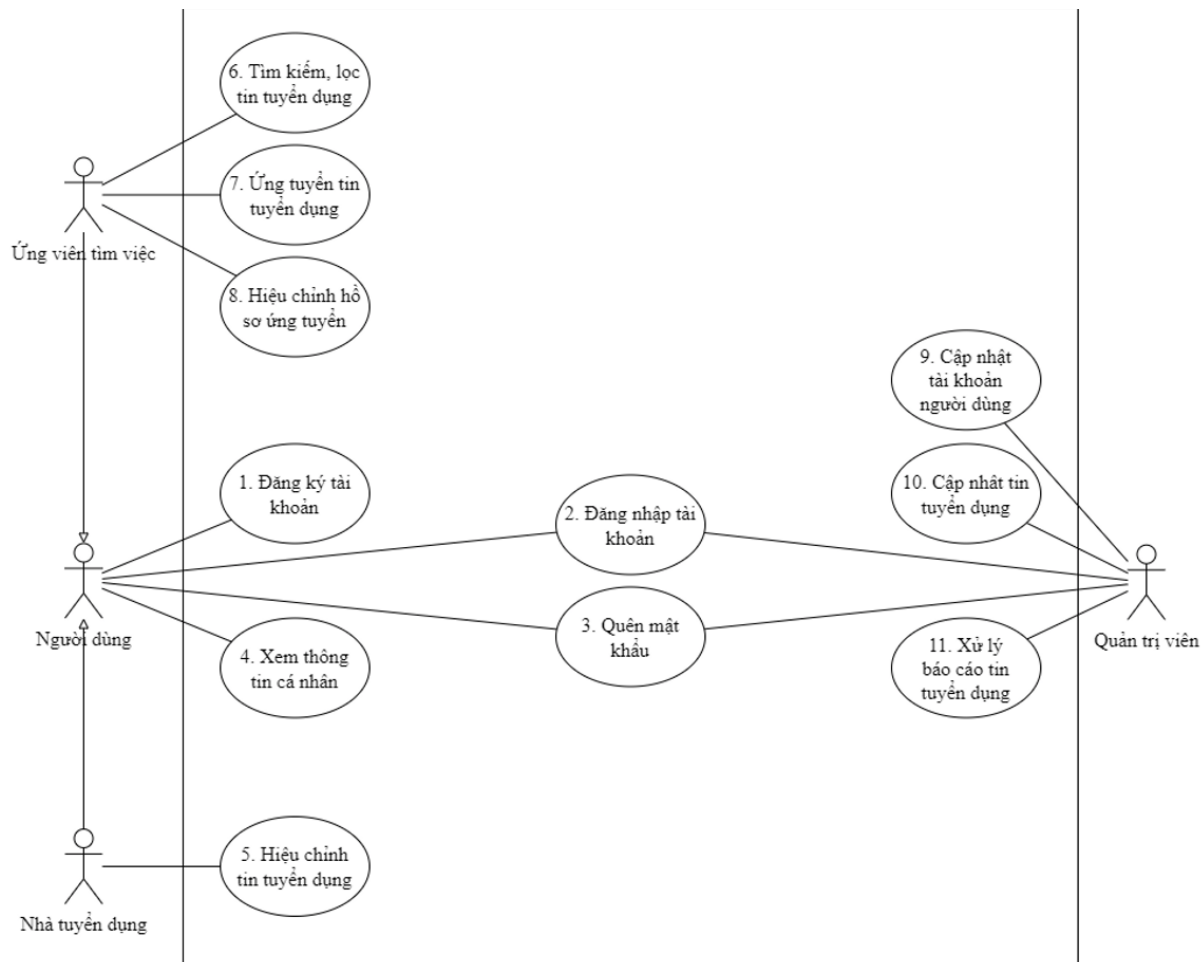 6. Tìm kiếm, lọc
tin tuyển dụng
7. Ứng tuyển tin
tuyển dụng
Ứng viên tìm việc
8. Hiệu chỉnh hồ
sơ ứng tuyển
9. Cập nhật
tài khoản
người dùng
1. Đăng ký tài
khoản
10. Cập nhât tin
tuyển dụng
2. Đăng nhập tài
khoản
3. Quên mật
khẩu
Người dùng
4. Xem thông
tin cá nhân
11. Xử lý
báo cáo tin
tuyển dụng
Quản trị viên
5. Hiệu chỉnh
tin tuyển dụng
Nhà tuyển dụng